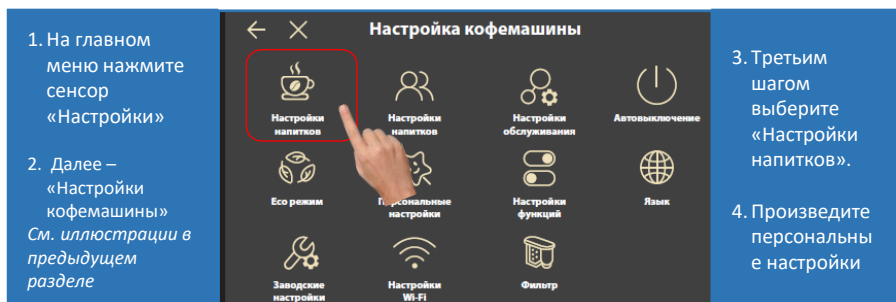 1. На главном
меню нажмите
сенсор
«Настройки»
2. Далее –
«Настройки
кофемашины»
См. иллюстрации в
предыдущем
разделе
Настройка кофемашины
Настройки
напитков
Настройки
напитков
Настройки
обслуживания
Автовыключение
Eco режим
настройки
Настройки
функций
Язык
Заводские
настройки
Настройки
Wi-Fi
Фильтр
3. Третьим
шагом
выберите
«Настройки
напитков».
4. Произведите
персональны
е настройки